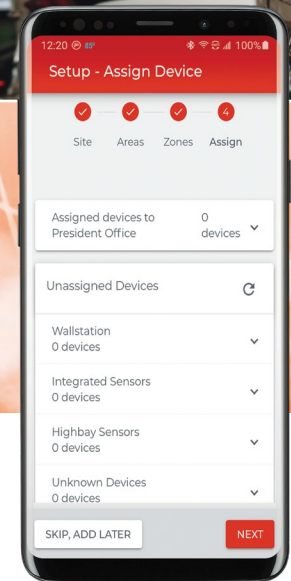 12:20 85° 100%
Setup - Assign Device
4
Site Areas Zones Assign
Assigned devices to 0
President Office devices
Unassigned Devices
Wallstation
0 devices
Integrated Sensors
0 devices
Highbay Sensors
0 devices
Unknown Devices
0 devices
SKIP, ADD LATER NEXT